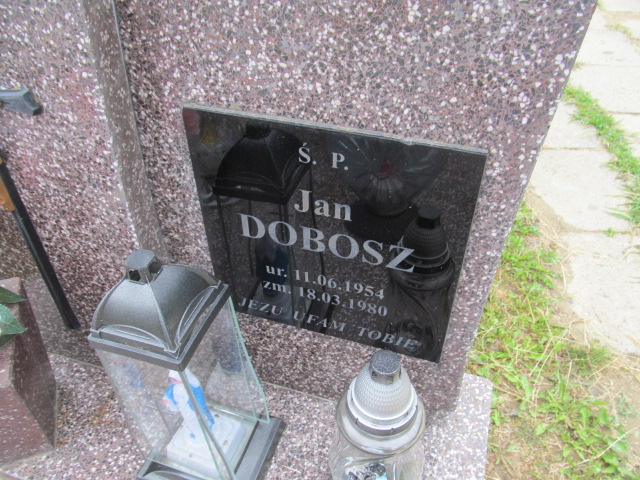 Ś. P.
Jan
DOBOSZ
ur. 11.06.1954
zm. 18.03.1980
JEZU UFAM TOBIE